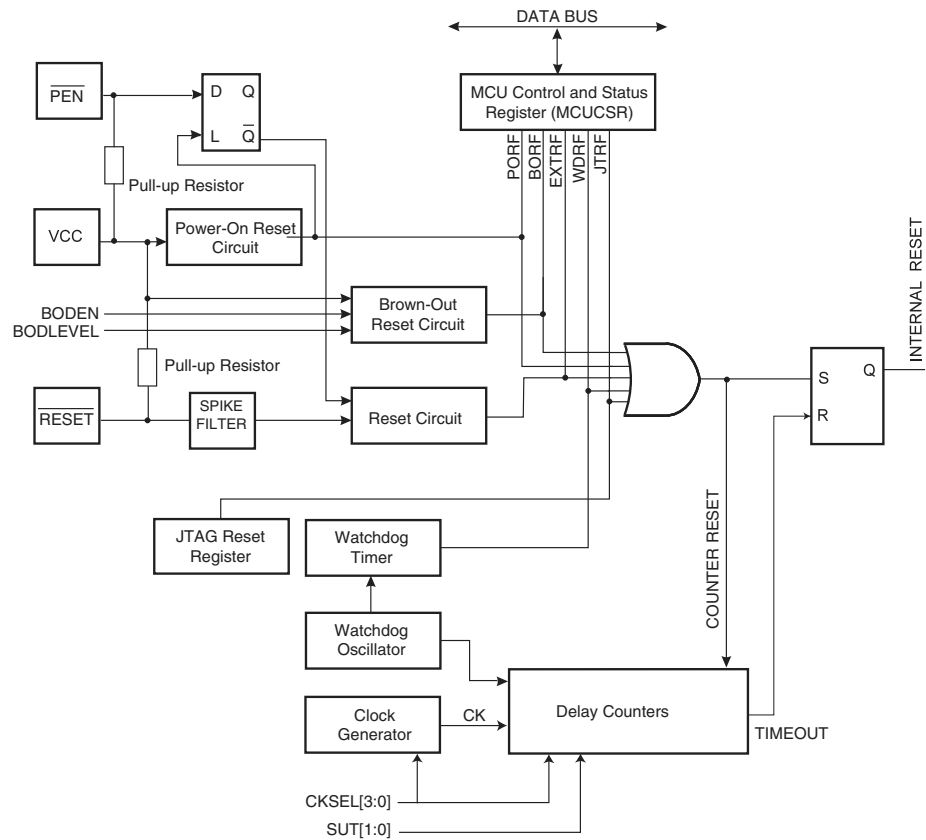 DATA BUS
PEN
D Q
L Q
MCU Control and Status
Register (MCUCSR)
PORF
BORF
EXTRF
WDRF
JTRF
Pull-up Resistor
VCC
Power-On Reset
Circuit
BODEN
BODLEVEL
Brown-Out
Reset Circuit
Pull-up Resistor
RESET
SPIKE
FILTER
Reset Circuit
S Q
R
INTERNAL RESET
JTAG Reset
Register
Watchdog
Timer
COUNTER RESET
Watchdog
Oscillator
Clock
Generator
CK
Delay Counters
TIMEOUT
CKSEL[3:0]
SUT[1:0]